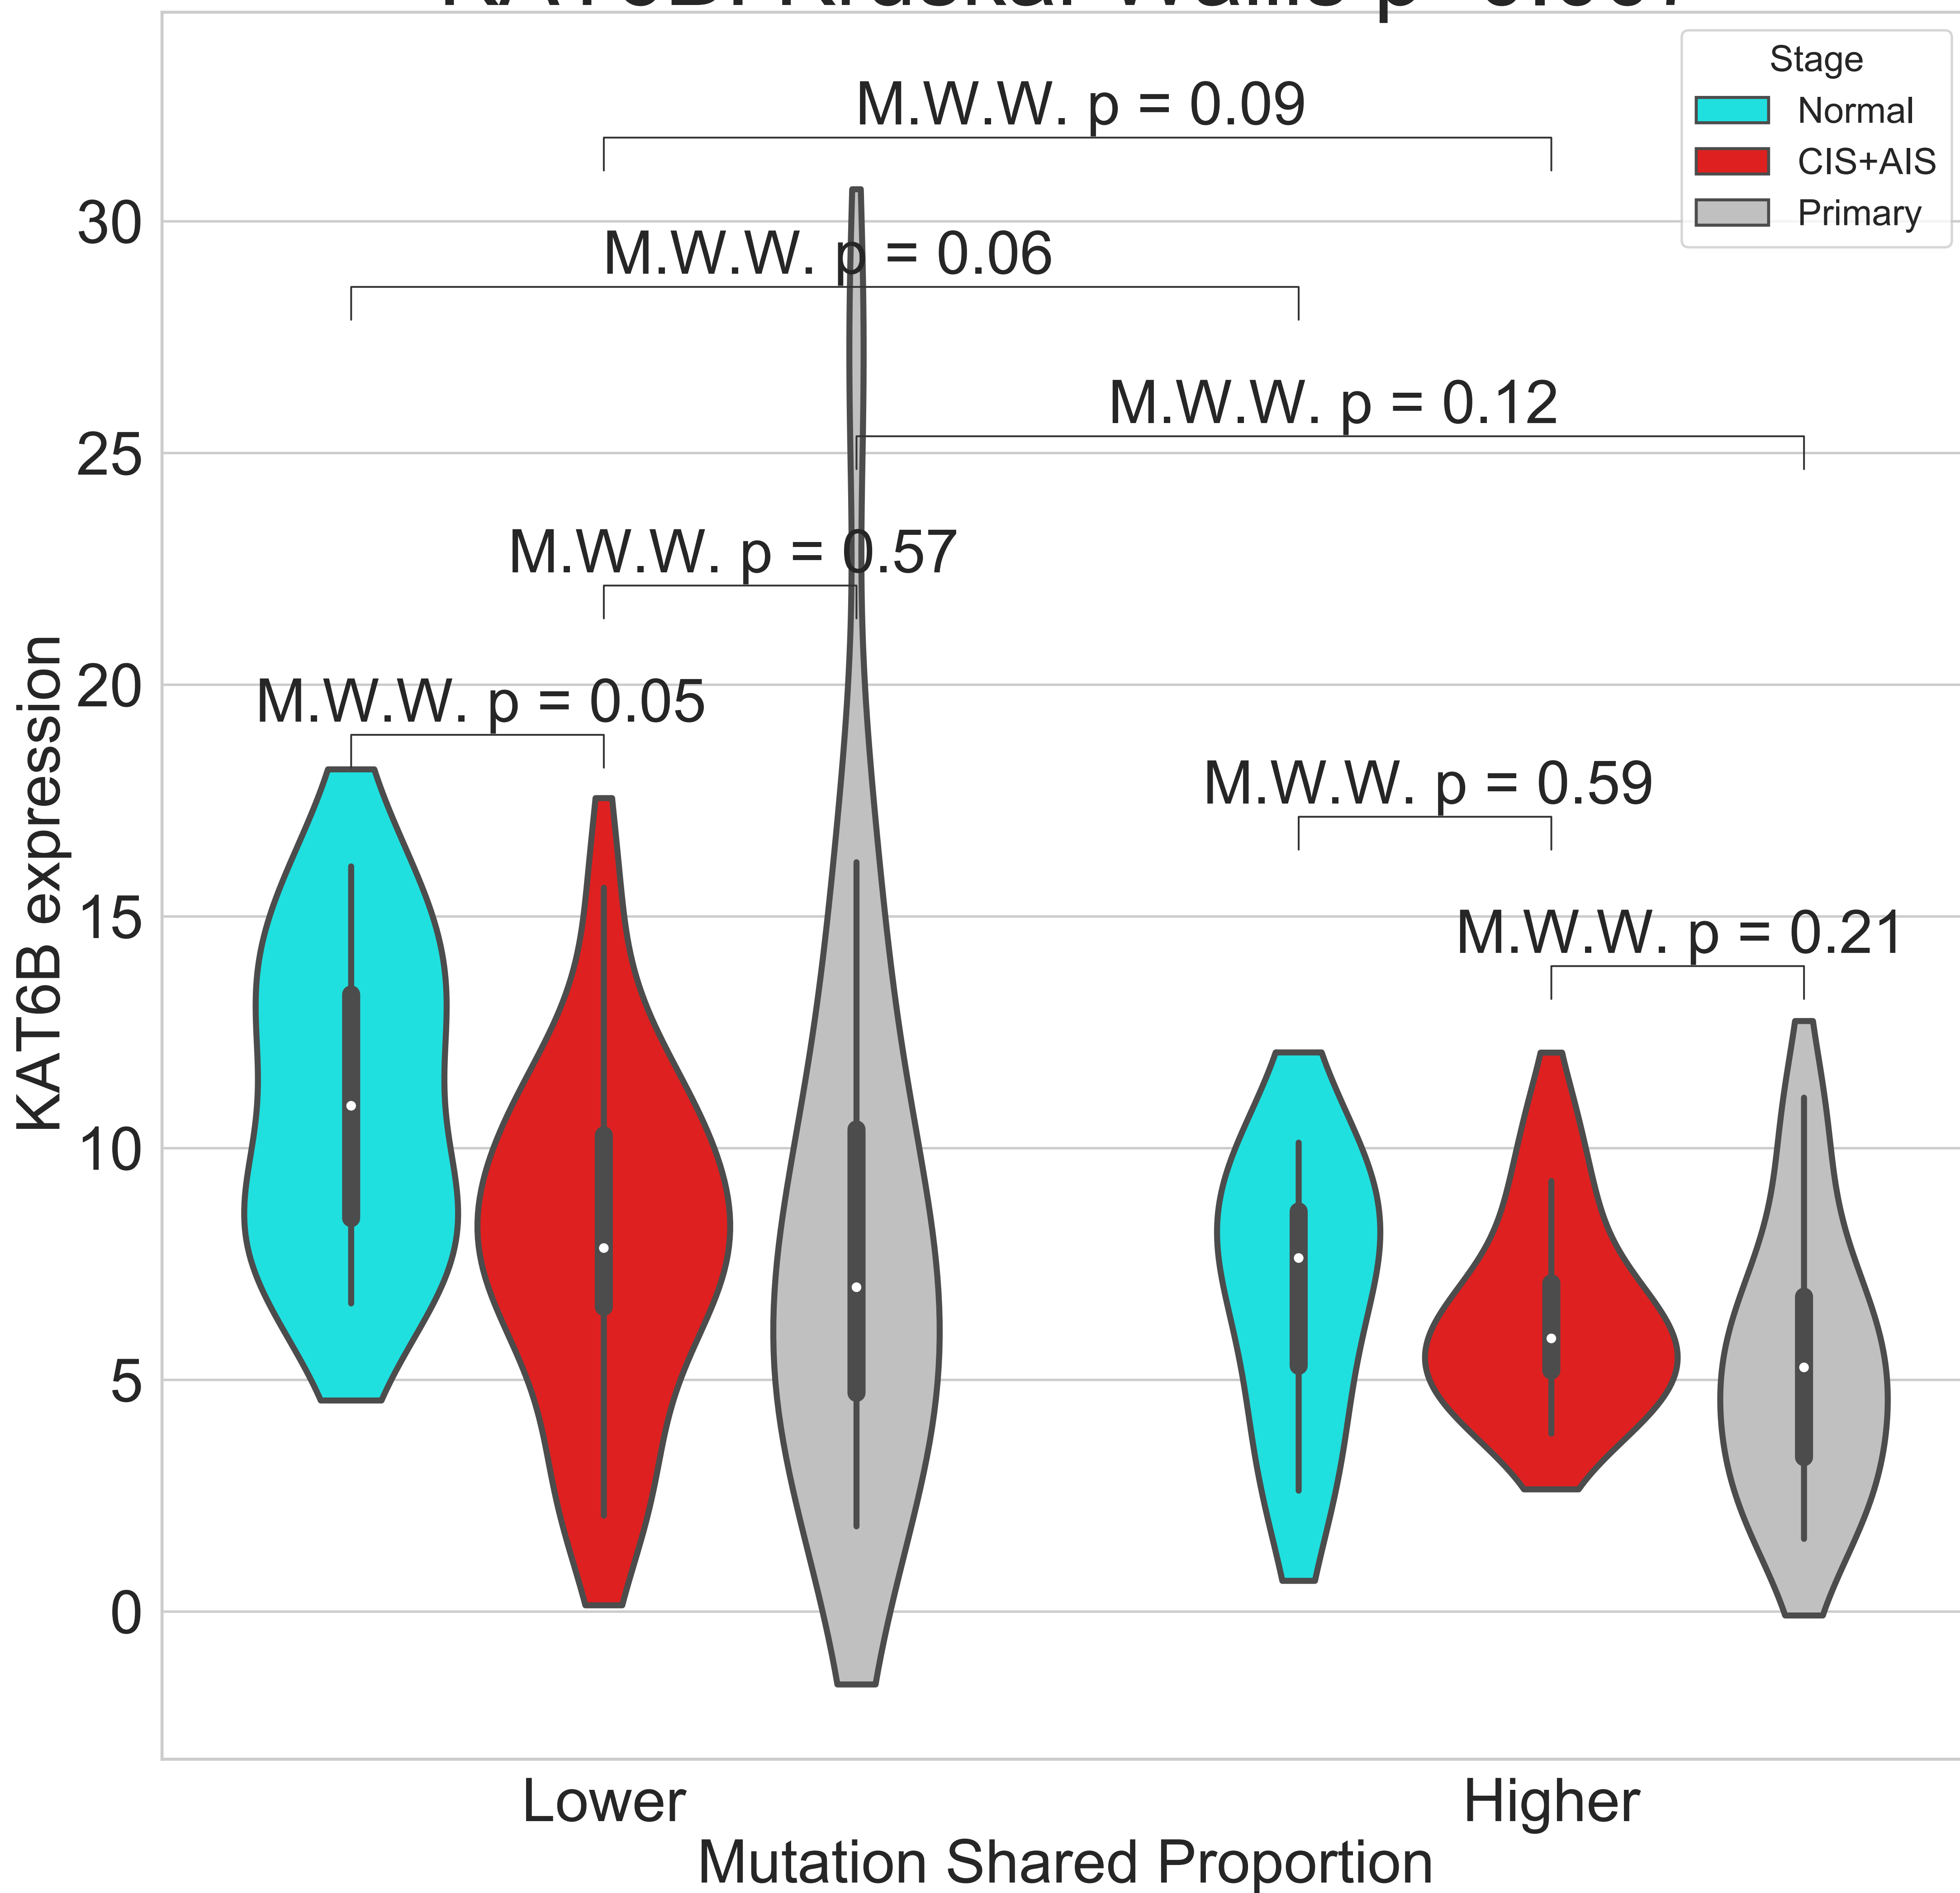 Stage
Normal
CIS+AIS
Primary
M.W.W. p = 0.09
M.W.W. p = 0.06
M.W.W. p = 0.12
M.W.W. p = 0.57
M.W.W. p = 0.05
M.W.W. p = 0.59
M.W.W. p = 0.21
KAT6B expression
30
25
20
15
10
5
0
Lower
Higher
Mutation Shared Proportion